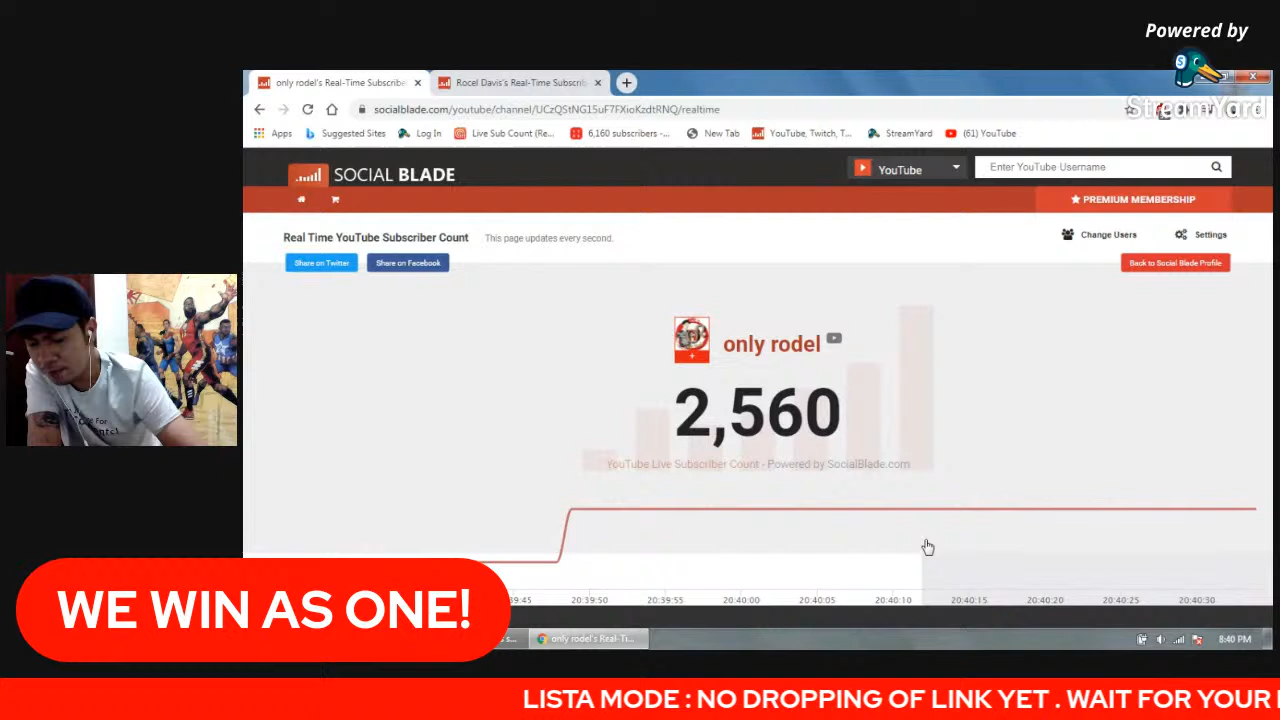 Powered by
StreamYard
only rodel's Real-Time Subscribe
Rocel Davis's Real-Time Subscrib
socialblade.com/youtube/channel/UCzQStNG15uF7FXioKzdtRNQ/realtime
Apps Suggested Sites Log In Live Sub Count (Re... 6,160 subscribers -... New Tab YouTube, Twitch, T... StreamYard (61) YouTube
SOCIAL BLADE
YouTube
Enter YouTube Username
PREMIUM MEMBERSHIP
Real Time YouTube Subscriber Count This page updates every second.
Change Users Settings
Share on Twitter Share on Facebook
Back to Social Blade Profile
only rodel
2,560
YouTube Live Subscriber Count - Powered by SocialBlade.com
9:45 20:39:50 20:39:55 20:40:00 20:40:05 20:40:10 20:40:15 20:40:20 20:40:25 20:40:30
WE WIN AS ONE!
only rodel's Real-Ti...
8:40 PM
LISTA MODE : NO DROPPING OF LINK YET . WAIT FOR YOUR